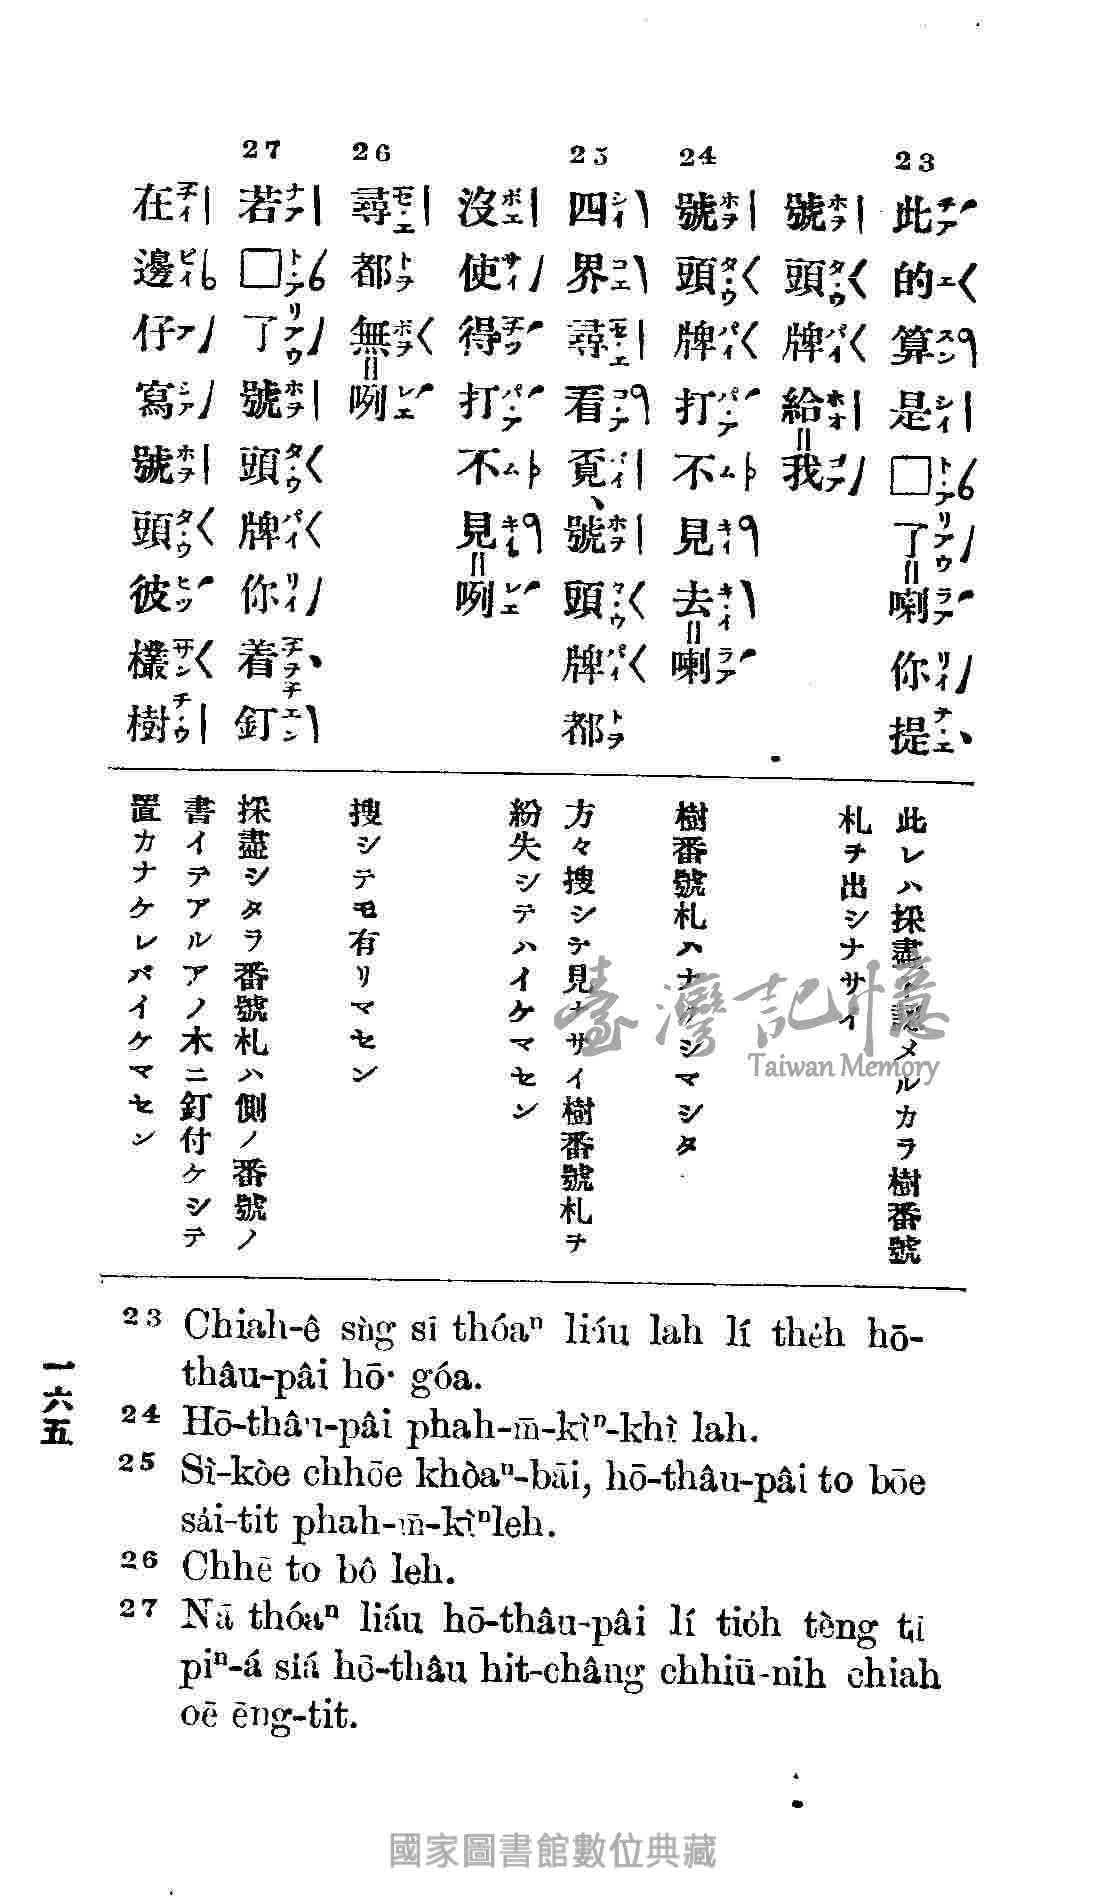 23
此的算是□了喇你提
號頭牌給我
24
號頭牌打不見去喇
25
四界尋看覔、號頭牌都
沒使得打不見咧
26
尋都無咧
27
若□了號頭牌你着釘
在邊仔寫號頭彼欉樹
此レハ採盡ト認メルカラ樹番號
札ヲ出シナサイ
樹番號札ハナクシマシタ
方々搜シテ見ナサイ樹番號札ヲ
紛失シテハイケマセン
搜シテモ有リマセン
採盡シタラ番號札ハ側ノ番號ノ
書イテアルアノ木ニ釘付ケシテ
置カナケレバイケマセン
23 Chiah-ê sǹg sī thóaⁿ liáu lah lí the̍h hō-
thâu-pâi hō· góa.
24 Hō-thâu-pâi phah-m̄-kìⁿ-khì lah.
25 Sì-kòe chhōe khòaⁿ-bāi, hō-thâu-pâi to bōe
sái-tit phah-m̄-kìⁿleh.
26 Chhē to bô leh.
27 Nā thóaⁿ liáu hō-thâu-pâi lí tio̍h tèng tī
piⁿ-á siá hō-thâu hit-châng chhiū-nih chiah
oē ēng-tit.
一六五
臺灣記憶
Taiwan Memory
國家圖書館數位典藏